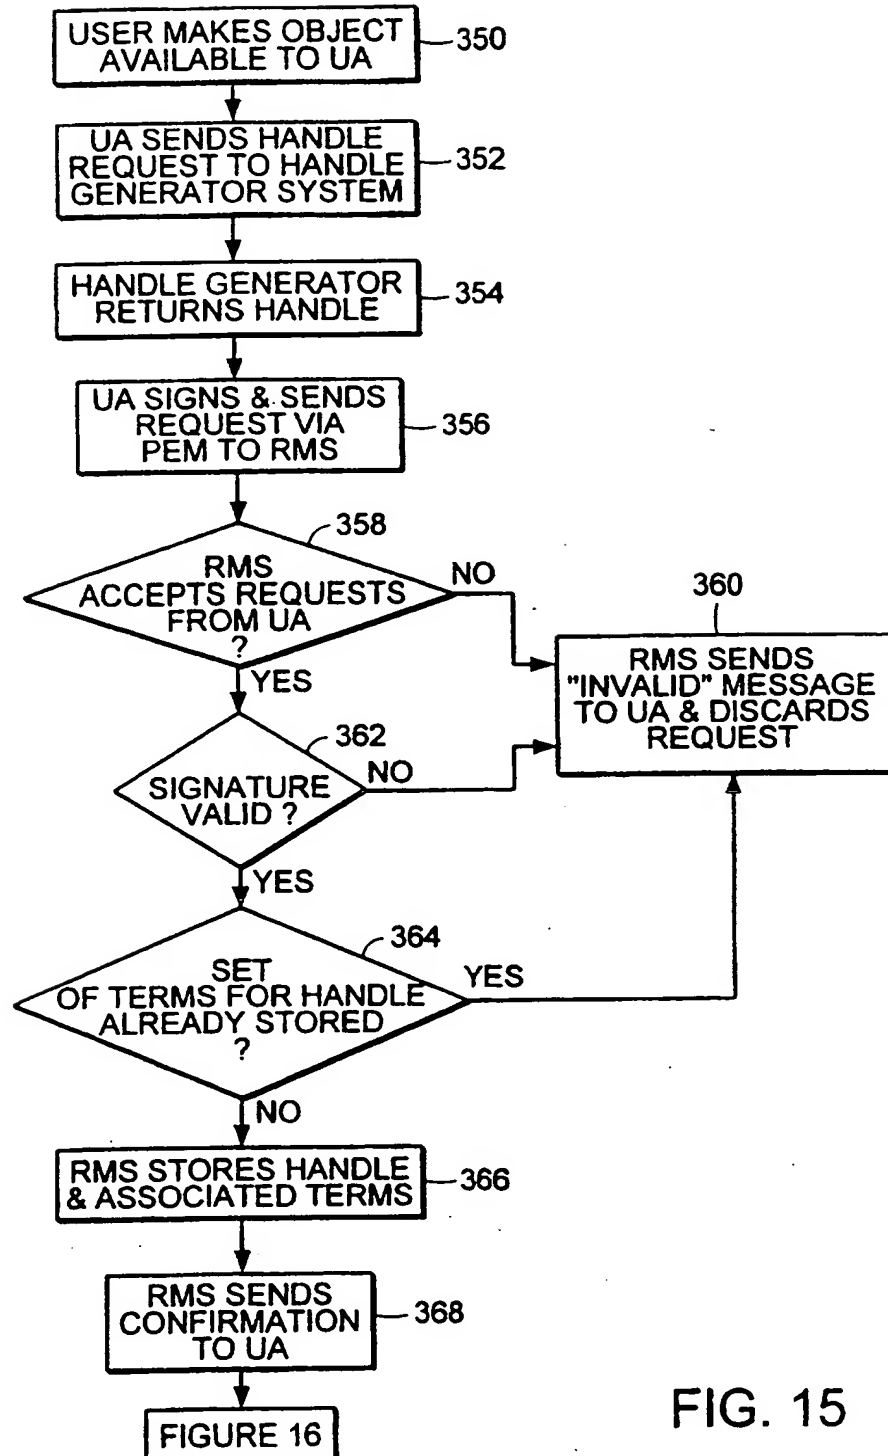 USER MAKES OBJECT
AVAILABLE TO UA
350
UA SENDS HANDLE
REQUEST TO HANDLE
GENERATOR SYSTEM
352
HANDLE GENERATOR
RETURNS HANDLE
354
UA SIGNS & SENDS
REQUEST VIA
PEM TO RMS
356
358
RMS
ACCEPTS REQUESTS
FROM UA
?
NO
YES
360
RMS SENDS
"INVALID" MESSAGE
TO UA & DISCARDS
REQUEST
362
SIGNATURE
VALID ?
NO
YES
364
SET
OF TERMS FOR HANDLE
ALREADY STORED
?
YES
NO
RMS STORES HANDLE
& ASSOCIATED TERMS
366
RMS SENDS
CONFIRMATION
TO UA
368
FIGURE 16
FIG. 15